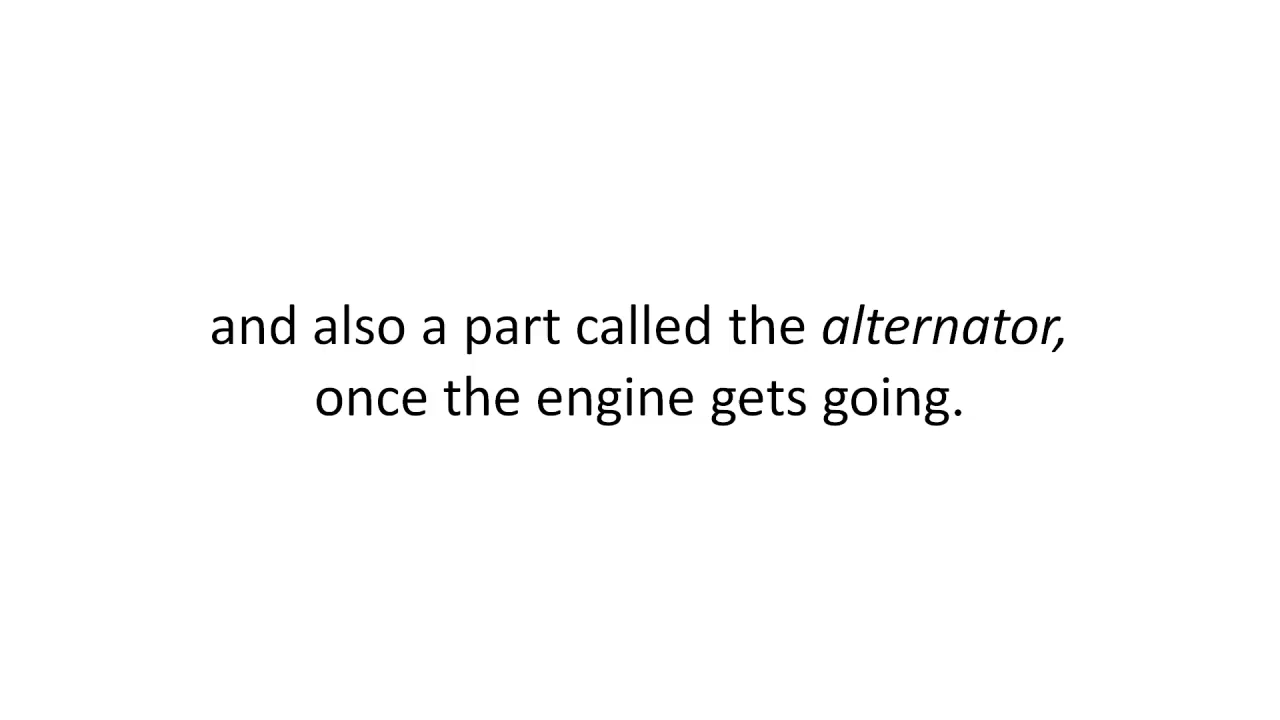 and also a part called the alternator,
once the engine gets going.